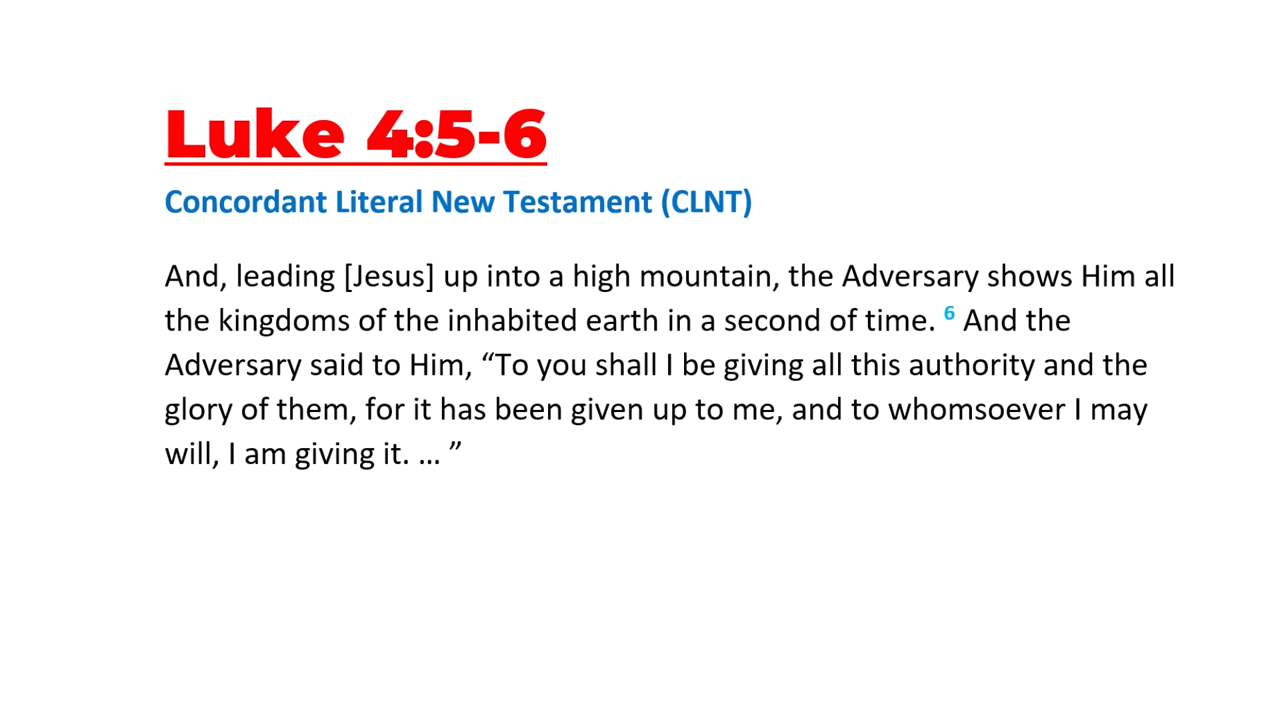 Luke 4:5-6
Concordant Literal New Testament (CLNT)
And, leading [Jesus] up into a high mountain, the Adversary shows Him all
the kingdoms of the inhabited earth in a second of time. 6 And the
Adversary said to Him, “To you shall I be giving all this authority and the
glory of them, for it has been given up to me, and to whomsoever I may
will, I am giving it. … ”